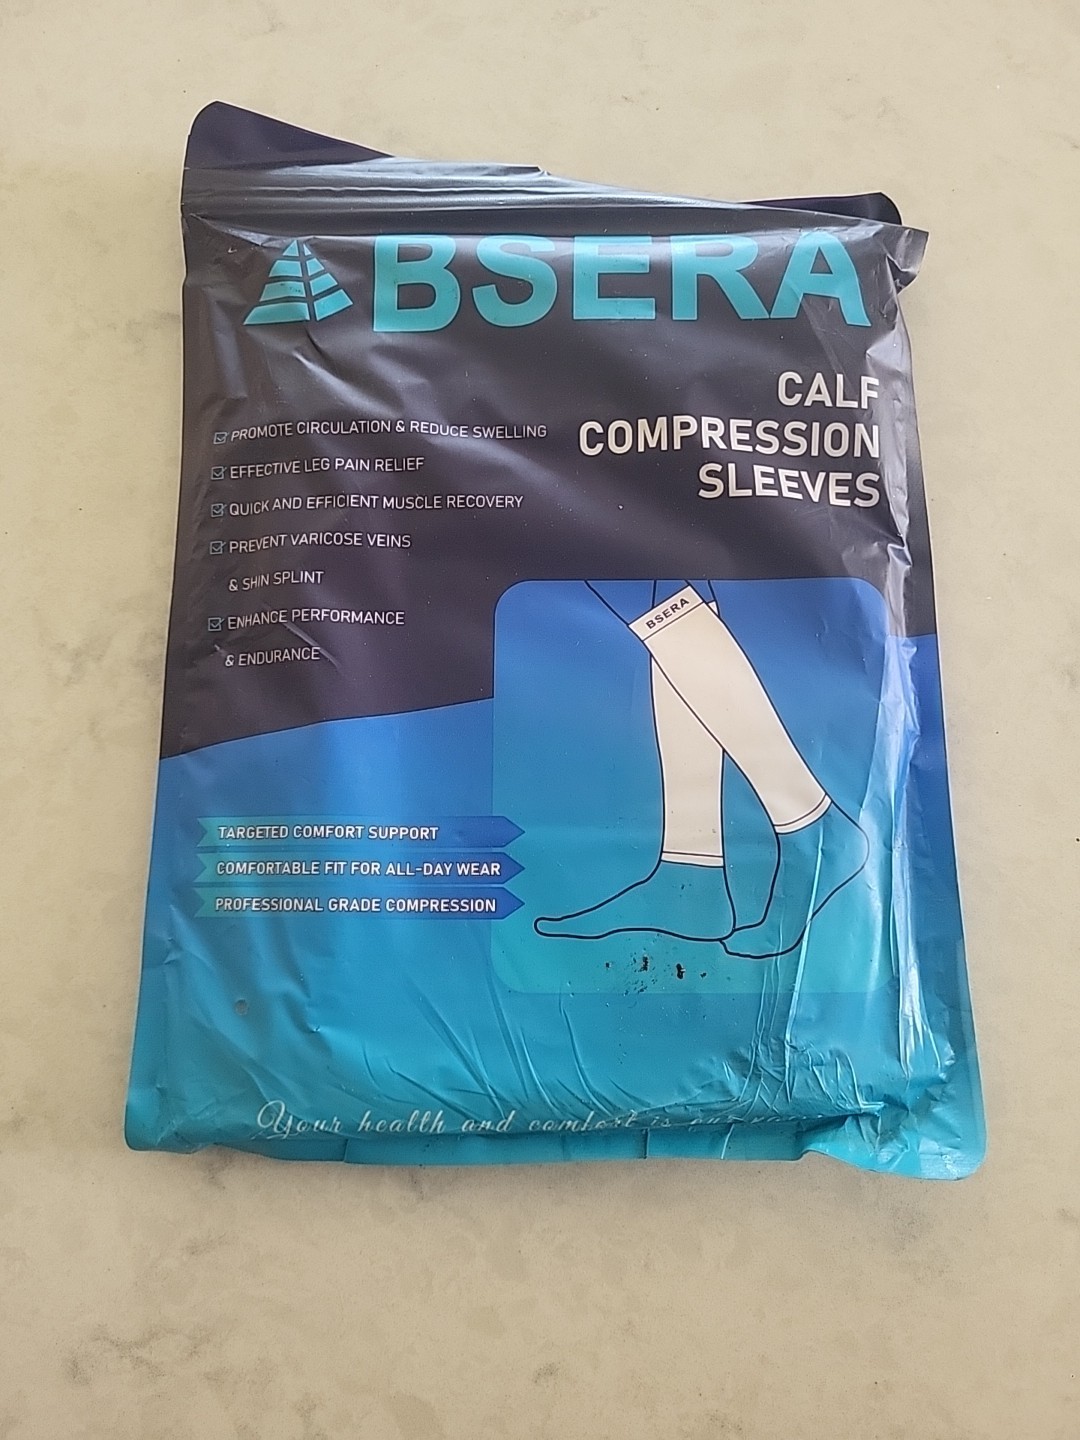 BSERA
CALF
COMPRESSION
SLEEVES
PROMOTE CIRCULATION & REDUCE SWELLING
EFFECTIVE LEG PAIN RELIEF
QUICK AND EFFICIENT MUSCLE RECOVERY
PREVENT VARICOSE VEINS
& SHIN SPLINT
ENHANCE PERFORMANCE
& ENDURANCE
BSERA
TARGETED COMFORT SUPPORT
COMFORTABLE FIT FOR ALL-DAY WEAR
PROFESSIONAL GRADE COMPRESSION
Your health and comfort is